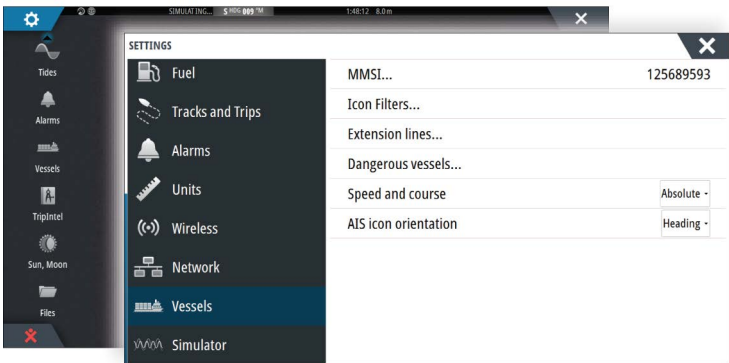 SIMULATING... S HDG 009 °M 1:48:12 8.0 m
Tides
Alarms
Vessels
TripIntel
Sun, Moon
Files
SETTINGS
Fuel
Tracks and Trips
Alarms
Units
Wireless
Network
Vessels
Simulator
MMSI... 125689593
Icon Filters...
Extension lines...
Dangerous vessels...
Speed and course Absolute
AIS icon orientation Heading